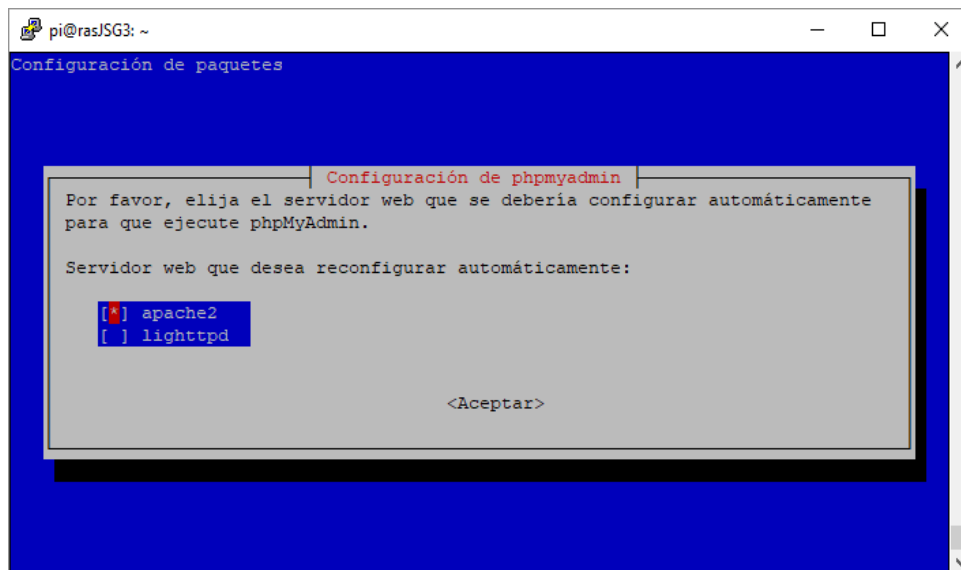 pi@rasJSG3: ~
Configuración de paquetes
Configuración de phpmyadmin
Por favor, elija el servidor web que se debería configurar automáticamente
para que ejecute phpMyAdmin.
Servidor web que desea reconfigurar automáticamente:
[*] apache2
[ ] lighttpd
<Aceptar>